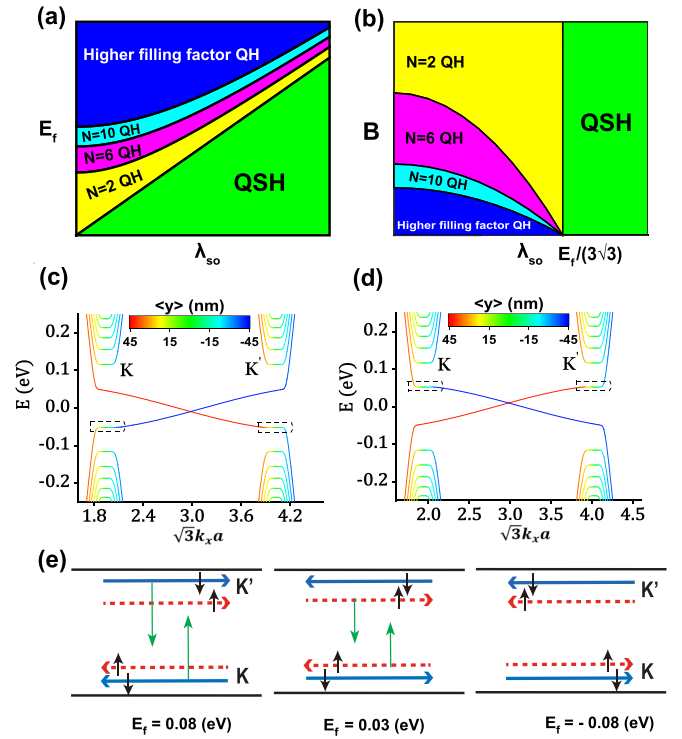 (a)
(b)
Higher filling factor QH
N=10 QH
N=6 QH
N=2 QH
QSH
E_f
λ_so
N=2 QH
N=6 QH
N=10 QH
Higher filling factor QH
QSH
B
λ_so E_f/(3√3)
(c)
(d)
<y> (nm)
45 15 -15 -45
K K'
E (eV)
0.2
0.1
0.0
-0.1
-0.2
1.8 2.4 3.0 3.6 4.2
√3k_x a
<y> (nm)
45 15 -15 -45
K K'
E (eV)
0.2
0.1
0.0
-0.1
-0.2
2.0 2.5 3.0 3.5 4.0 4.5
√3k_x a
(e)
K'
K
E_f = 0.08 (eV)
E_f = 0.03 (eV)
K'
K
E_f = - 0.08 (eV)